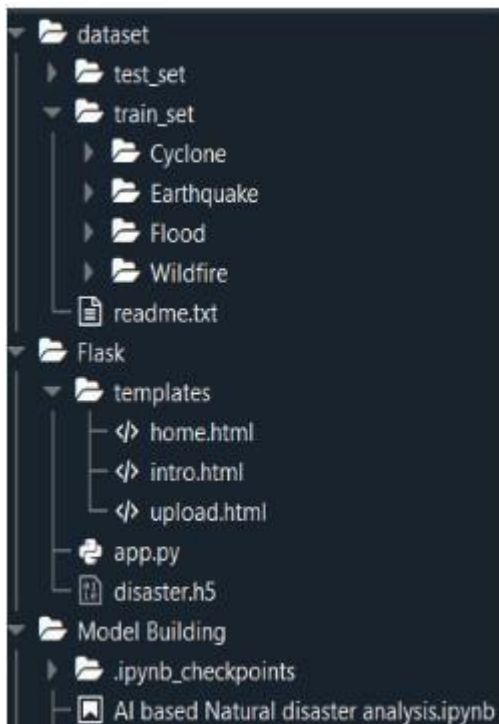 dataset
test_set
train_set
Cyclone
Earthquake
Flood
Wildfire
readme.txt
Flask
templates
home.html
intro.html
upload.html
app.py
disaster.h5
Model Building
.ipynb_checkpoints
AI based Natural disaster analysis.ipynb